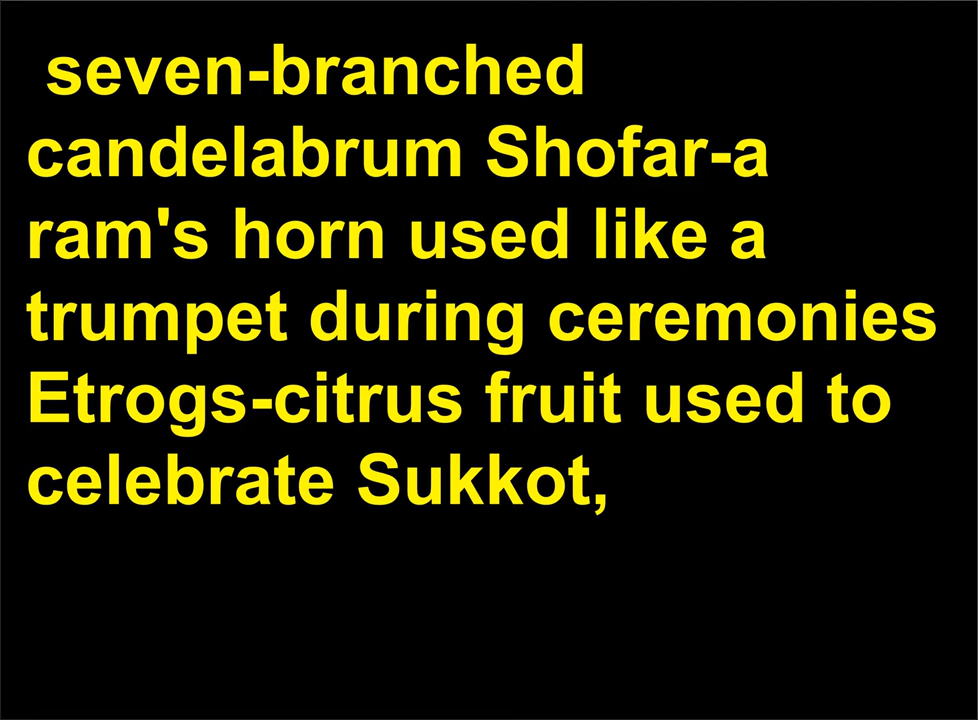 seven-branched
candelabrum Shofar-a
ram's horn used like a
trumpet during ceremonies
Etrogs-citrus fruit used to
celebrate Sukkot,